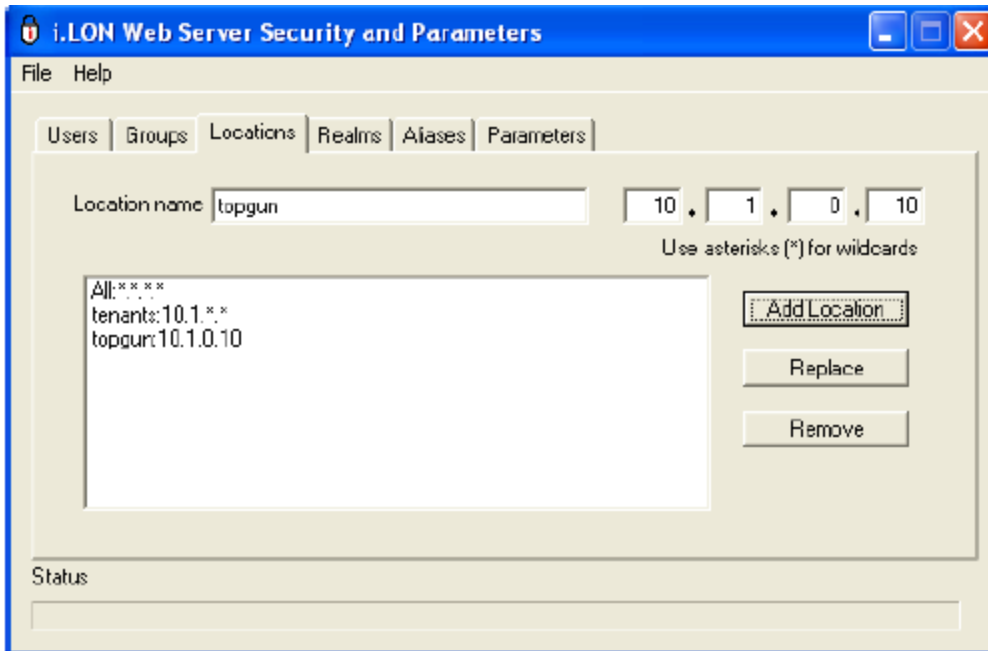 i.LON Web Server Security and Parameters
File Help
Users Groups Locations Realms Aliases Parameters
Location name topgun 10 . 1 . 0 . 10
Use asterisks (*) for wildcards
All:*.*.*.*
tenants:10.1.*.*
topgun:10.1.0.10
Add Location
Replace
Remove
Status